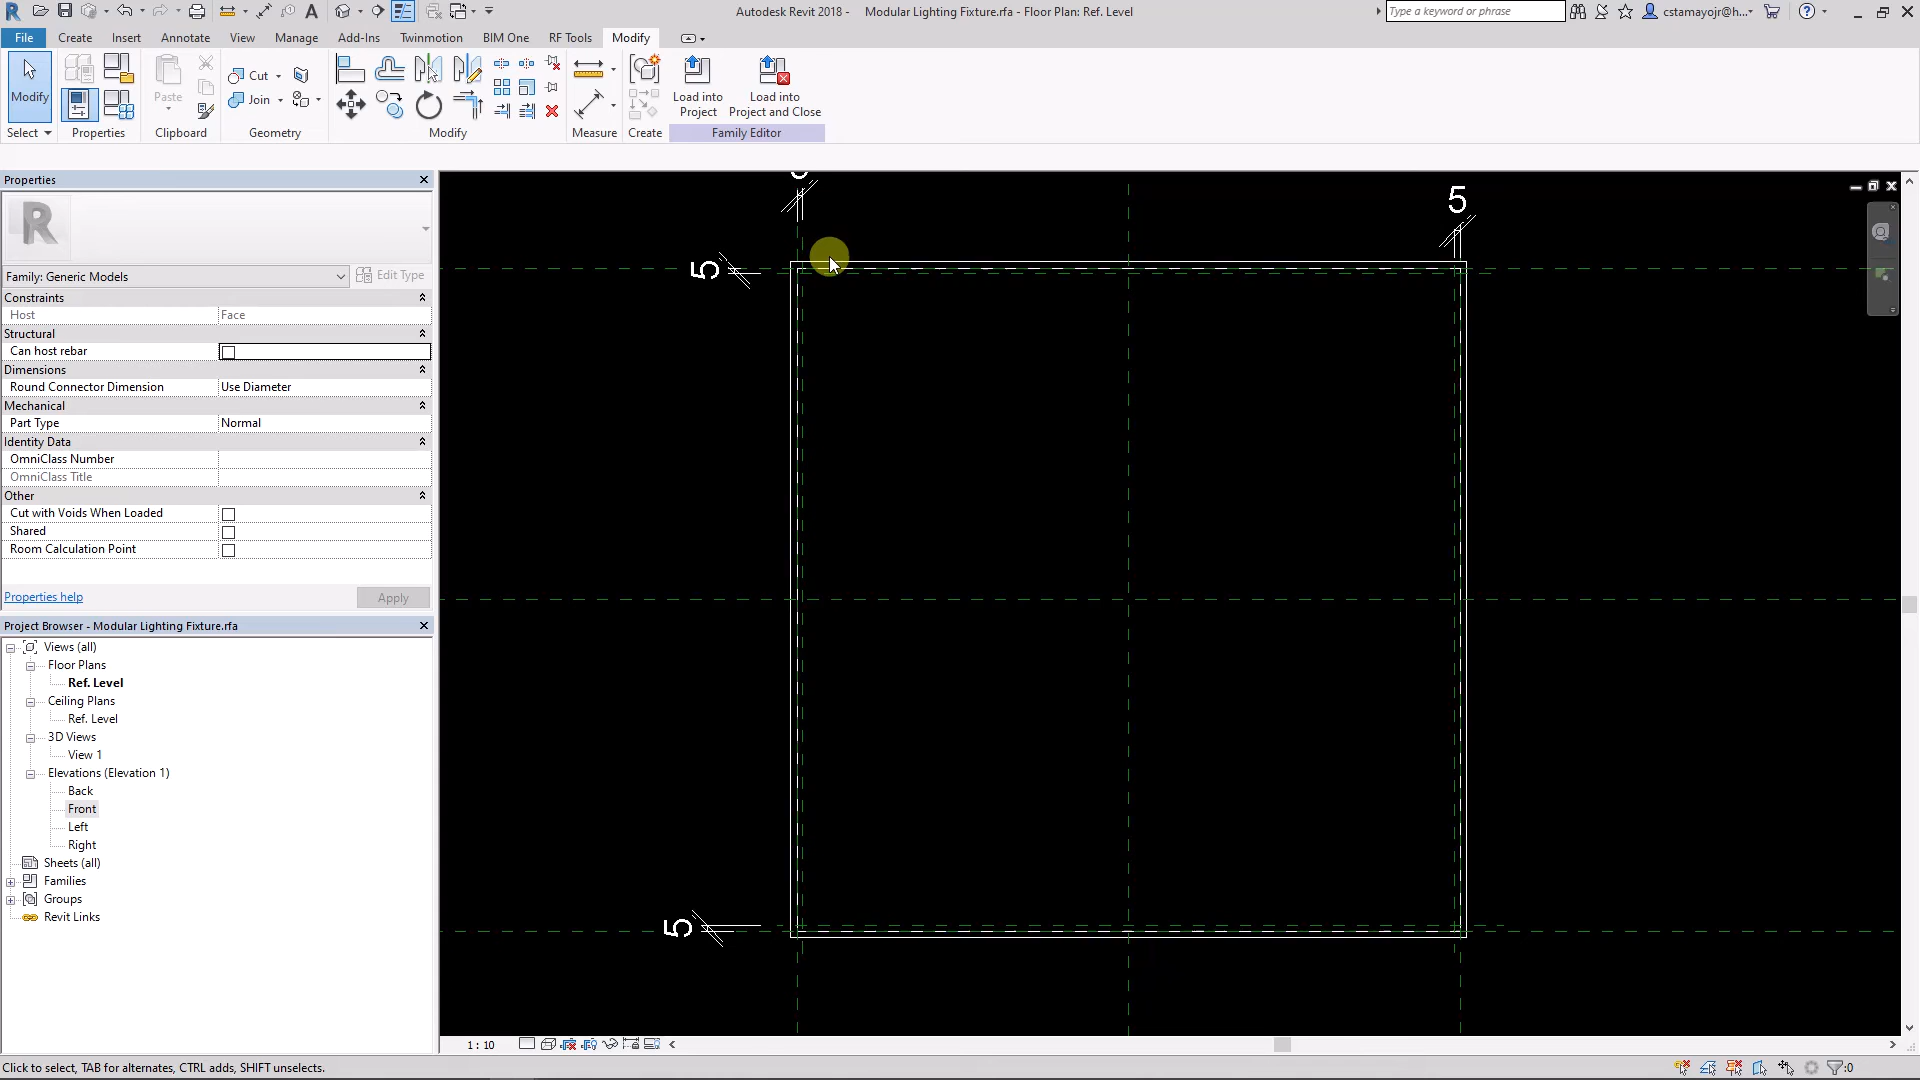 Autodesk Revit 2018 - Modular Lighting Fixture.rfa - Floor Plan: Ref. Level
Type a keyword or phrase
cstamayojr@h...
File Create Insert Annotate View Manage Add-Ins Twinmotion BIM One RF Tools Modify
Modify
Paste
Cut
Join
Load into Project
Load into Project and Close
Select Properties Clipboard Geometry Modify Measure Create Family Editor
Properties
Family: Generic Models
Edit Type
Constraints
Host Face
Structural
Can host rebar
Dimensions
Round Connector Dimension Use Diameter
Mechanical
Part Type Normal
Identity Data
OmniClass Number
OmniClass Title
Other
Cut with Voids When Loaded
Shared
Room Calculation Point
Properties help
Apply
Project Browser - Modular Lighting Fixture.rfa
Views (all)
Floor Plans
Ref. Level
Ceiling Plans
Ref. Level
3D Views
View 1
Elevations (Elevation 1)
Back
Front
Left
Right
Sheets (all)
Families
Groups
Revit Links
5
5
5
1 : 10
Click to select, TAB for alternates, CTRL adds, SHIFT unselects.
:0